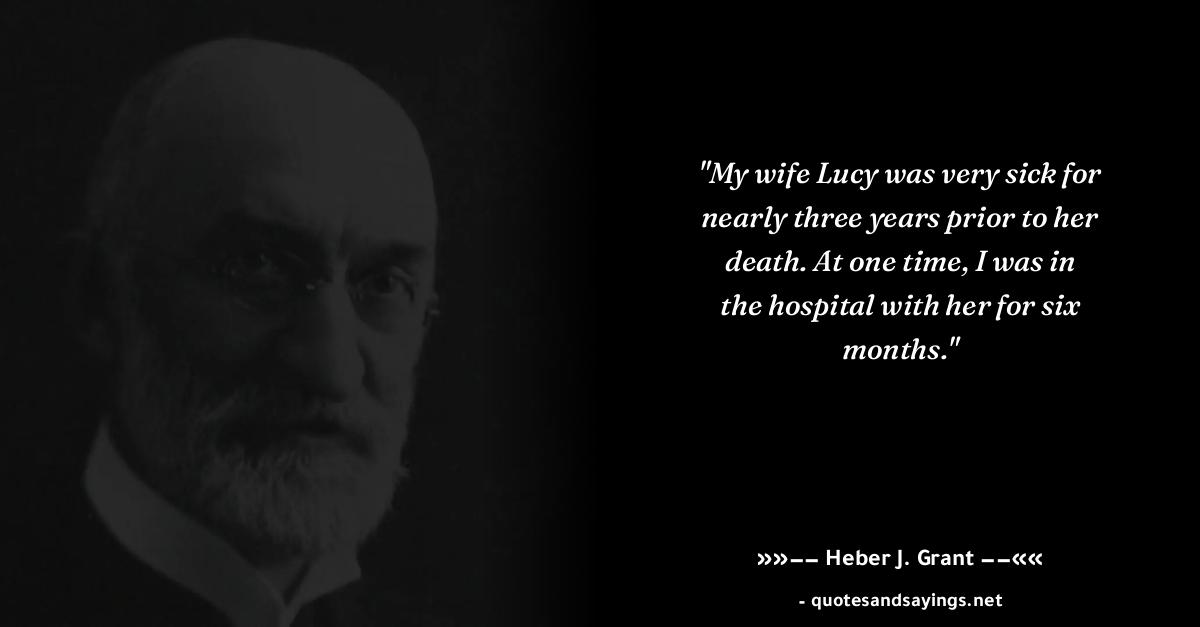 "My wife Lucy was very sick for
nearly three years prior to her
death. At one time, I was in
the hospital with her for six
months."
»»−− Heber J. Grant −−««
- quotesandsayings.net